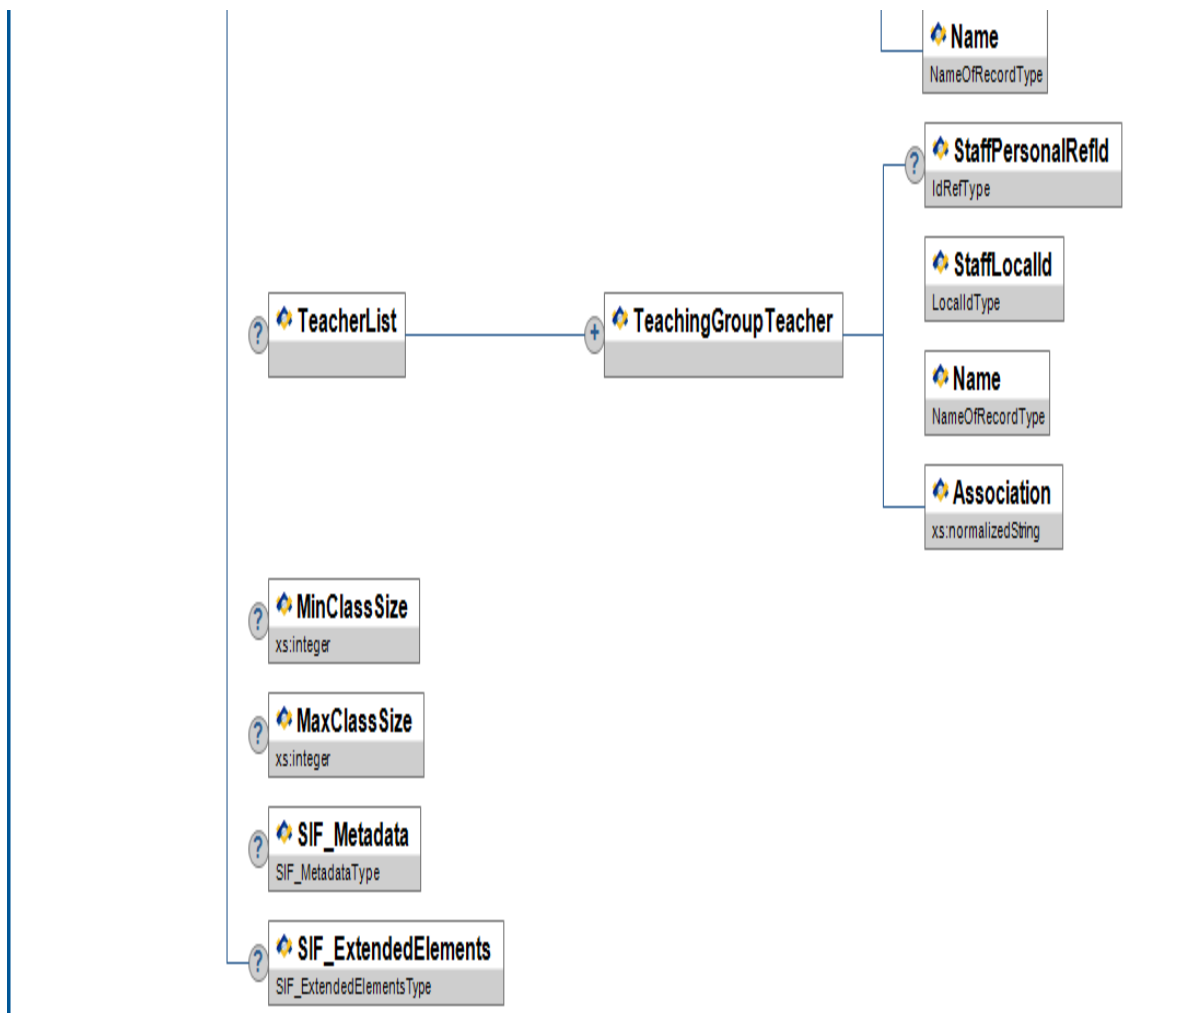 Name
NameOfRecordType
?
StaffPersonalRefId
IdRefType
StaffLocalId
LocalIdType
?
TeacherList
+
TeachingGroupTeacher
Name
NameOfRecordType
Association
xs:normalizedString
?
MinClassSize
xs:integer
?
MaxClassSize
xs:integer
?
SIF_Metadata
SIF_MetadataType
?
SIF_ExtendedElements
SIF_ExtendedElementsType